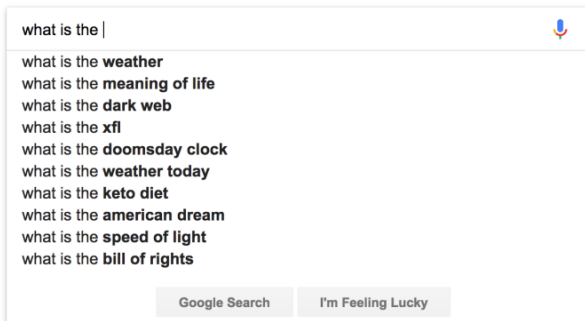 what is the
what is the weather
what is the meaning of life
what is the dark web
what is the xfl
what is the doomsday clock
what is the weather today
what is the keto diet
what is the american dream
what is the speed of light
what is the bill of rights
Google Search I'm Feeling Lucky